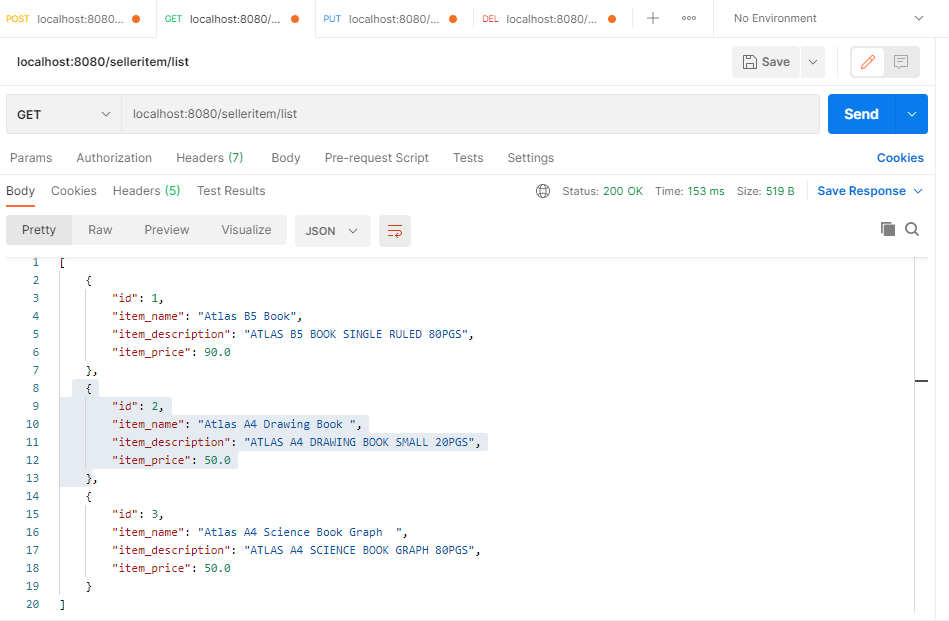 POST localhost:8080... GET localhost:8080/... PUT localhost:8080/... DEL localhost:8080/... No Environment
localhost:8080/selleritem/list Save
GET localhost:8080/selleritem/list Send
Params Authorization Headers (7) Body Pre-request Script Tests Settings Cookies
Body Cookies Headers (5) Test Results Status: 200 OK Time: 153 ms Size: 519 B Save Response
Pretty Raw Preview Visualize JSON
1 [
2 {
3 "id": 1,
4 "item_name": "Atlas B5 Book",
5 "item_description": "ATLAS B5 BOOK SINGLE RULED 80PGS",
6 "item_price": 90.0
7 },
8 {
9 "id": 2,
10 "item_name": "Atlas A4 Drawing Book ",
11 "item_description": "ATLAS A4 DRAWING BOOK SMALL 20PGS",
12 "item_price": 50.0
13 },
14 {
15 "id": 3,
16 "item_name": "Atlas A4 Science Book Graph  ",
17 "item_description": "ATLAS A4 SCIENCE BOOK GRAPH 80PGS",
18 "item_price": 50.0
19 }
20 ]